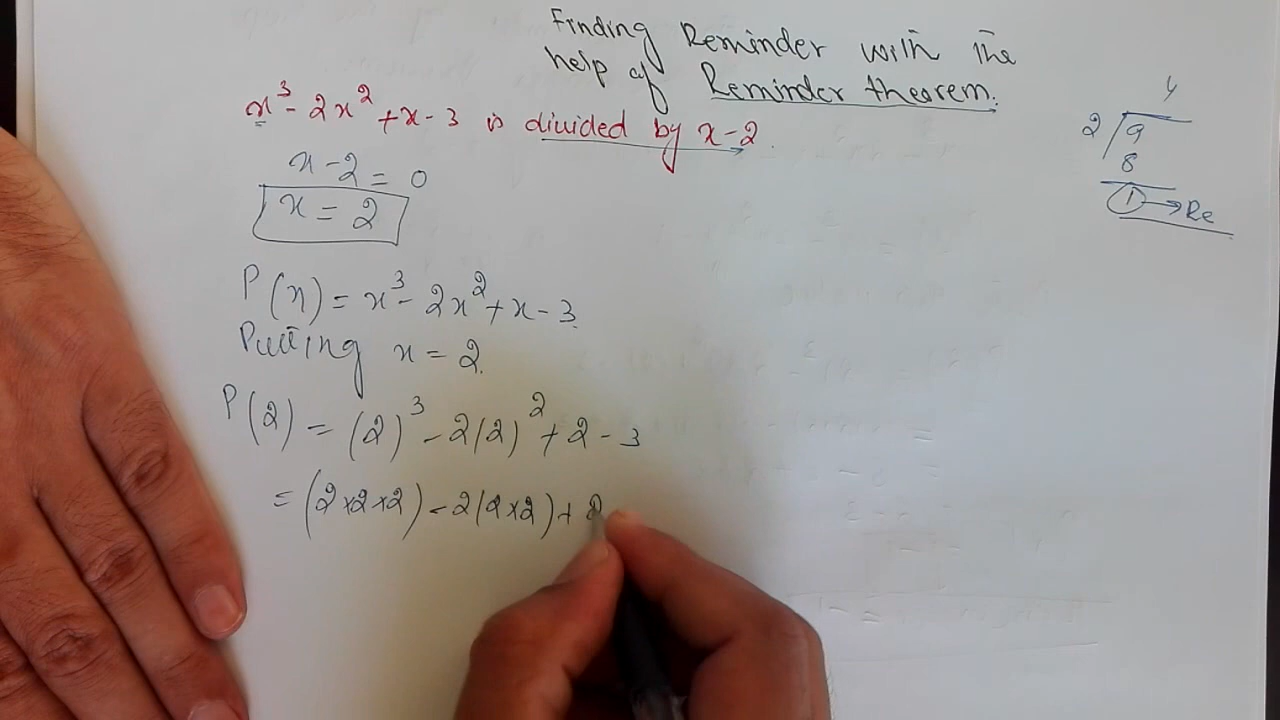 Finding Reminder with the
help of Reminder theorem.
x³ - 2x² + x - 3 is divided by x - 2.
x - 2 = 0
x = 2
P(x) = x³ - 2x² + x - 3
Putting x = 2.
P(2) = (2)³ - 2(2)² + 2 - 3
= (2×2×2) - 2(2×2) + 2
4
2 9
8
1 → Re